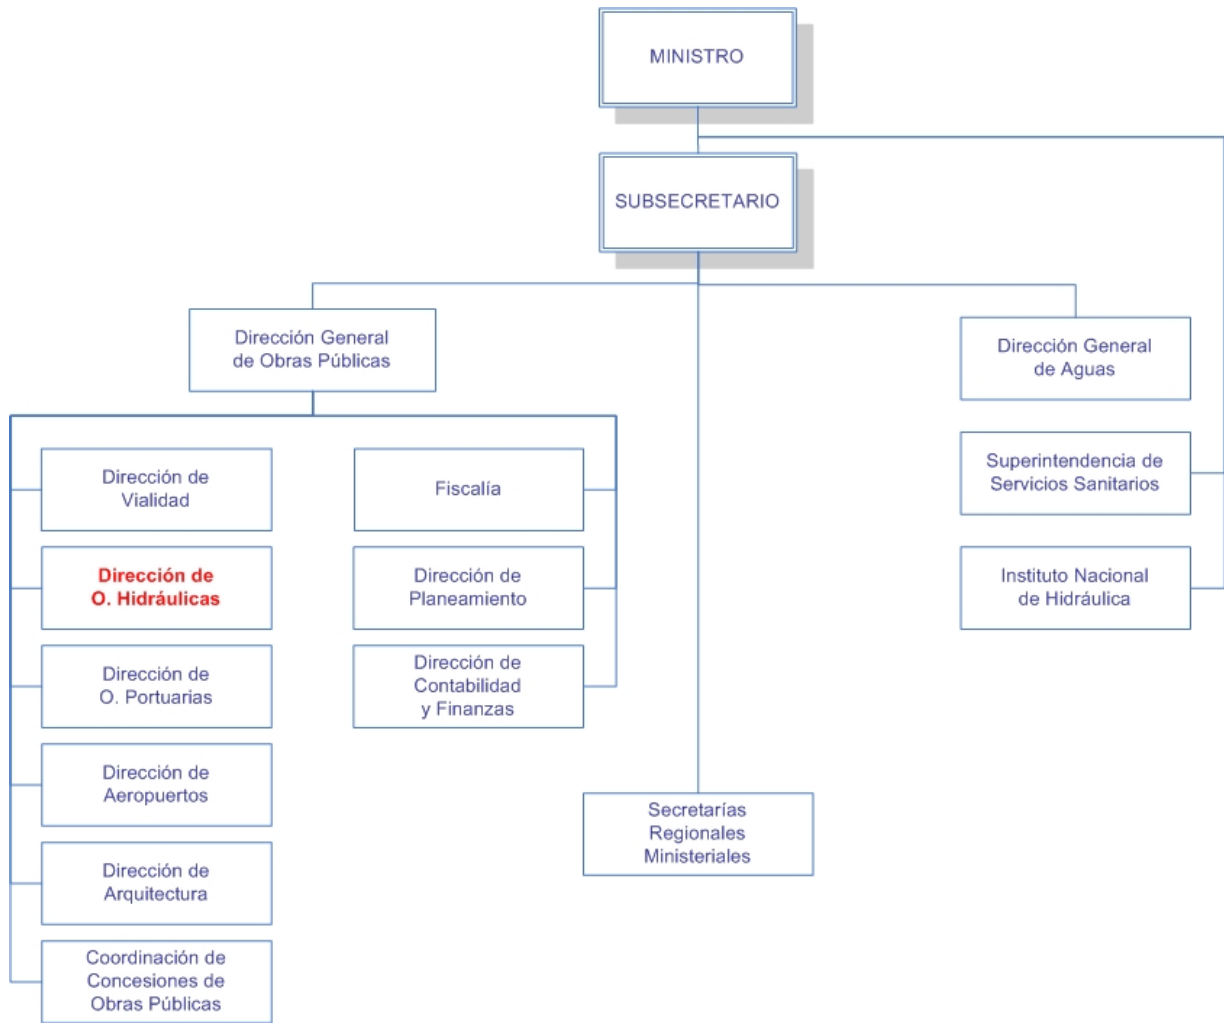 MINISTRO
SUBSECRETARIO
Dirección General
de Obras Públicas
Dirección General
de Aguas
Dirección de
Vialidad
Fiscalía
Superintendencia de
Servicios Sanitarios
Dirección de
O. Hidráulicas
Dirección de
Planeamiento
Instituto Nacional
de Hidráulica
Dirección de
O. Portuarias
Dirección de
Contabilidad
y Finanzas
Dirección de
Aeropuertos
Secretarías
Regionales
Ministeriales
Dirección de
Arquitectura
Coordinación de
Concesiones de
Obras Públicas